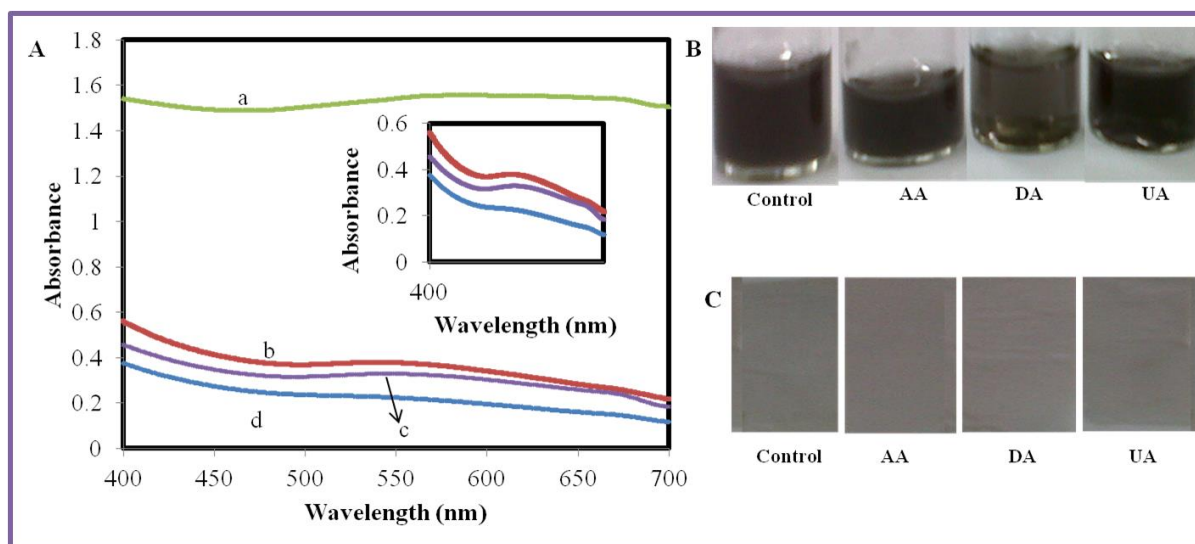 A
1.8
1.6
1.4
1.2
1
0.8
0.6
0.4
0.2
0
Absorbance
400 450 500 550 600 650 700
Wavelength (nm)
a
b
c
d
0.6
0.4
0.2
0
Absorbance
400
Wavelength (nm)
B
Control AA DA UA
C
Control AA DA UA